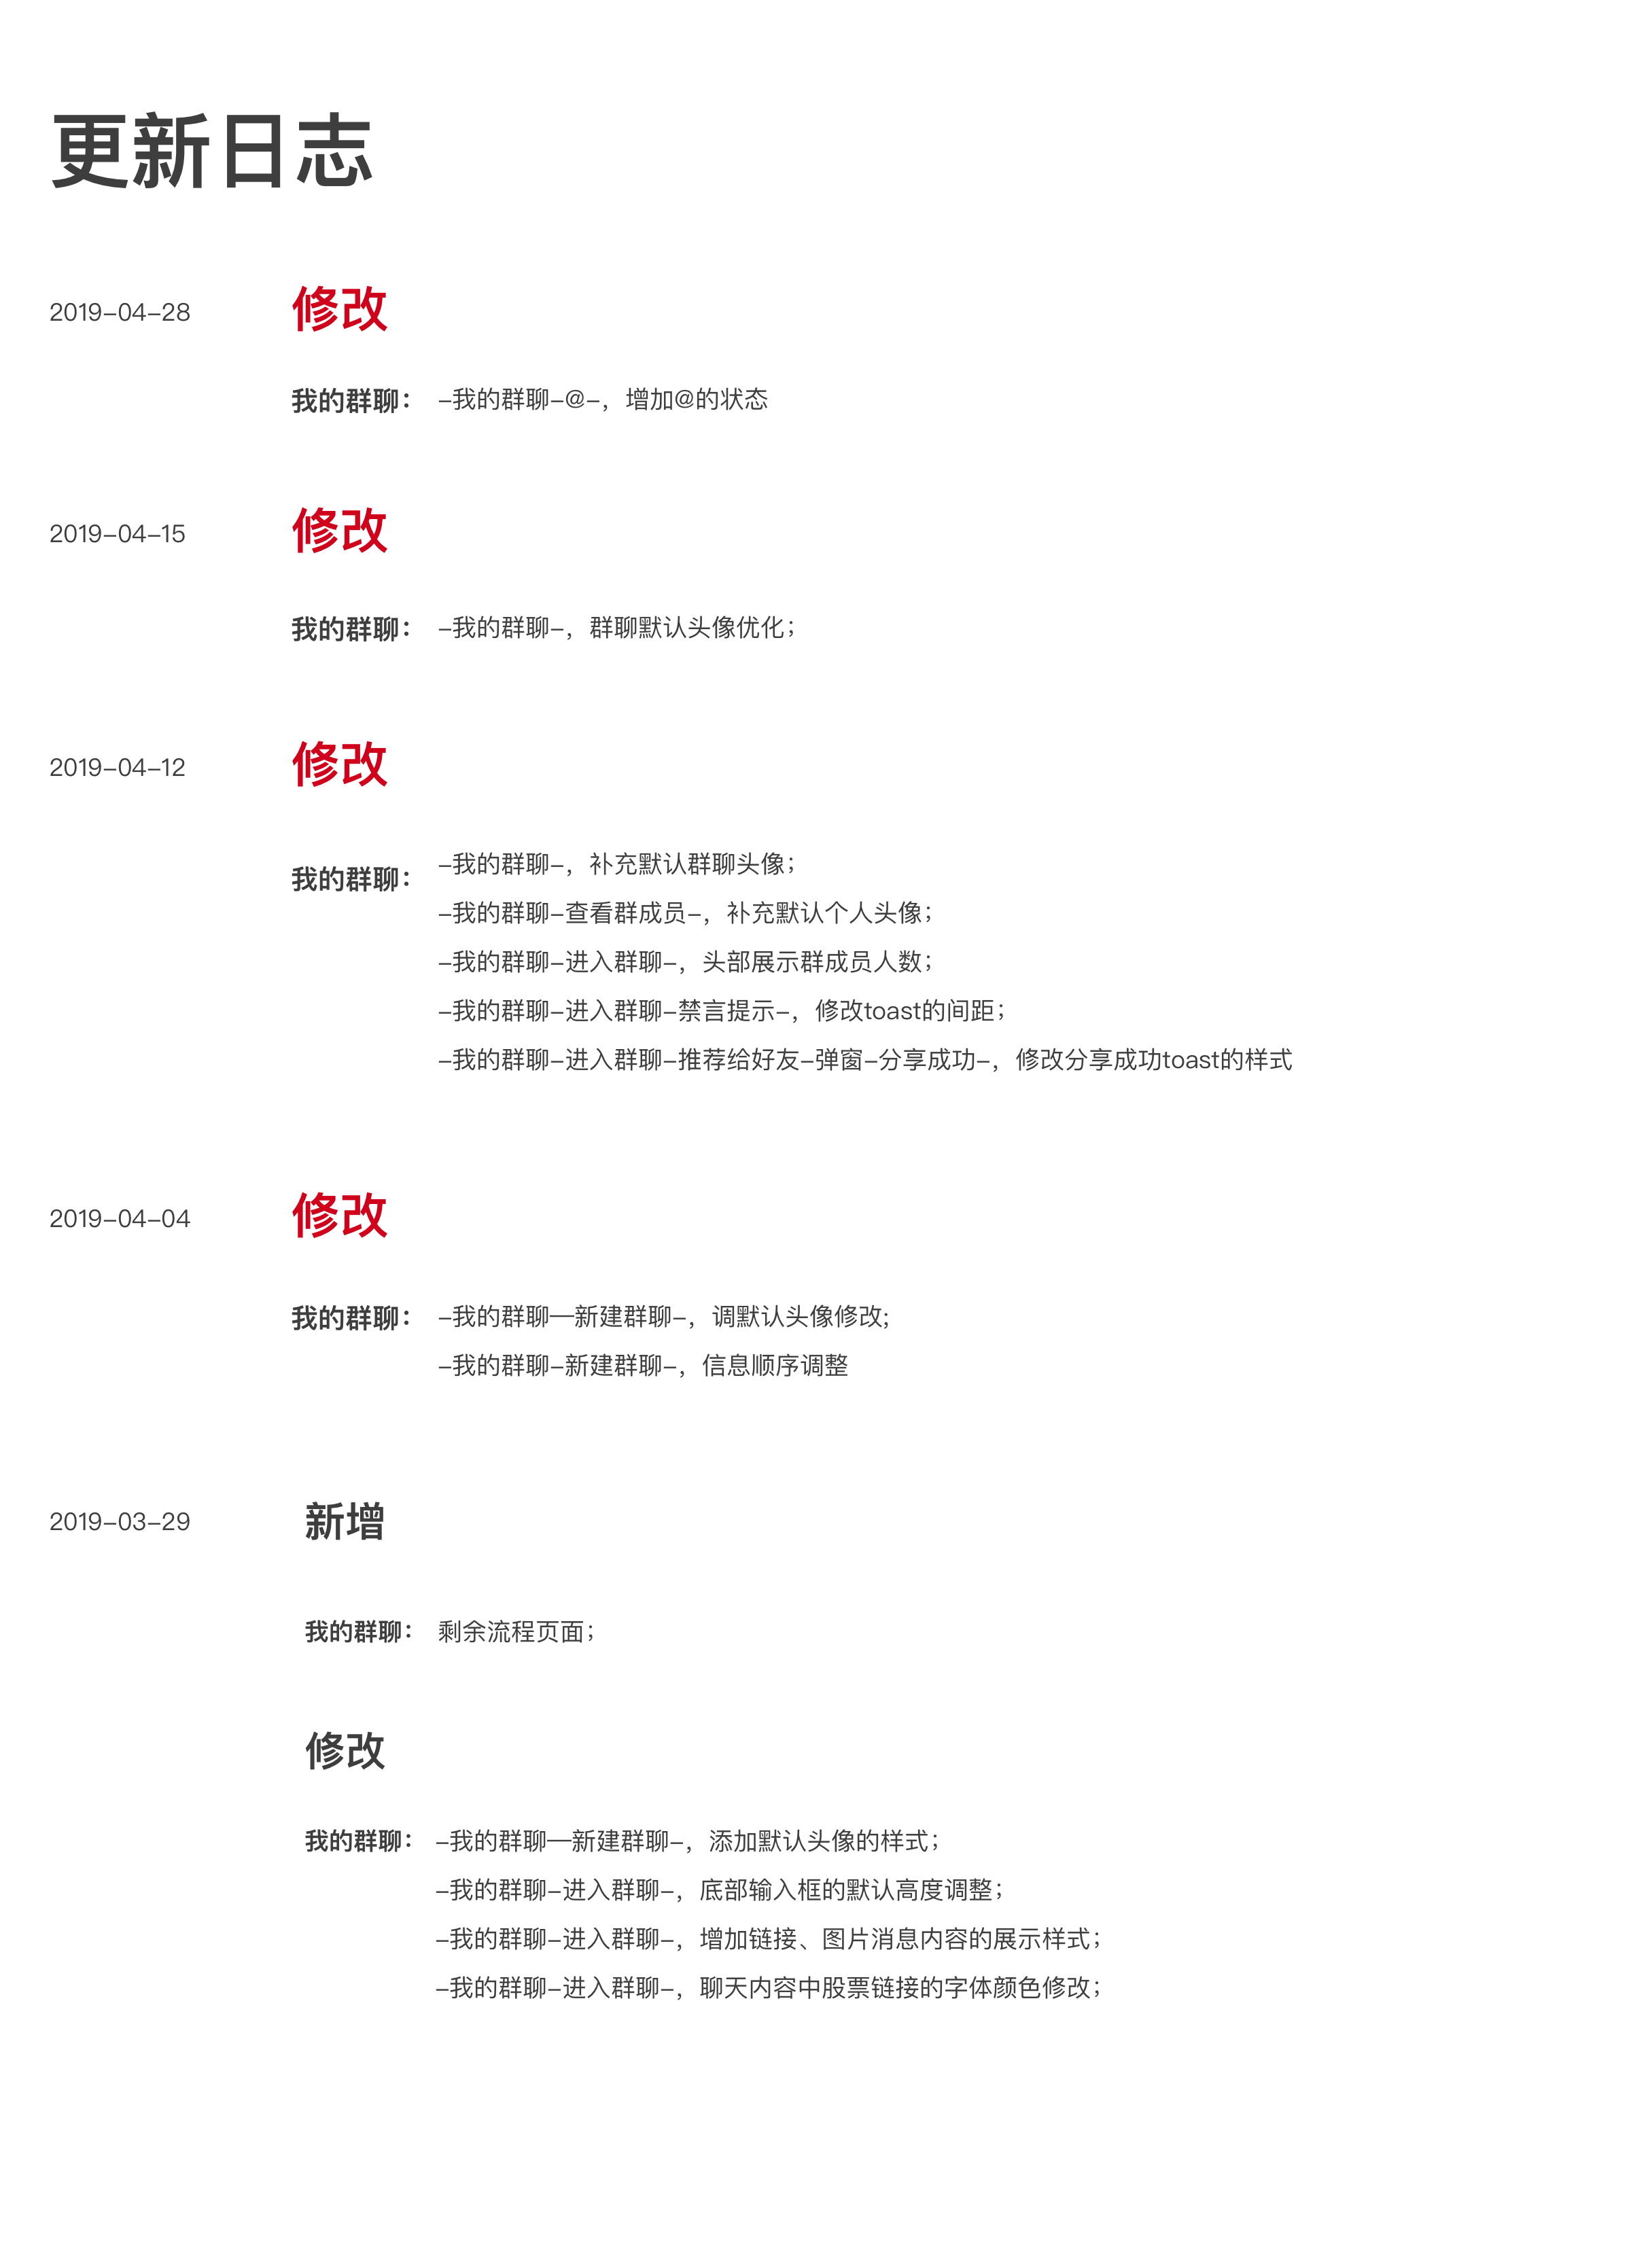 更新日志
2019-04-28 修改
我的群聊： -我的群聊-@-，增加@的状态
2019-04-15 修改
我的群聊： -我的群聊-，群聊默认头像优化；
2019-04-12 修改
我的群聊： -我的群聊-，补充默认群聊头像；
-我的群聊-查看群成员-，补充默认个人头像；
-我的群聊-进入群聊-，头部展示群成员人数；
-我的群聊-进入群聊-禁言提示-，修改toast的间距；
-我的群聊-进入群聊-推荐给好友-弹窗-分享成功-，修改分享成功toast的样式
2019-04-04 修改
我的群聊： -我的群聊—新建群聊-，调默认头像修改;
-我的群聊-新建群聊-，信息顺序调整
2019-03-29 新增
我的群聊： 剩余流程页面；
修改
我的群聊： -我的群聊—新建群聊-，添加默认头像的样式；
-我的群聊-进入群聊-，底部输入框的默认高度调整；
-我的群聊-进入群聊-，增加链接、图片消息内容的展示样式；
-我的群聊-进入群聊-，聊天内容中股票链接的字体颜色修改；